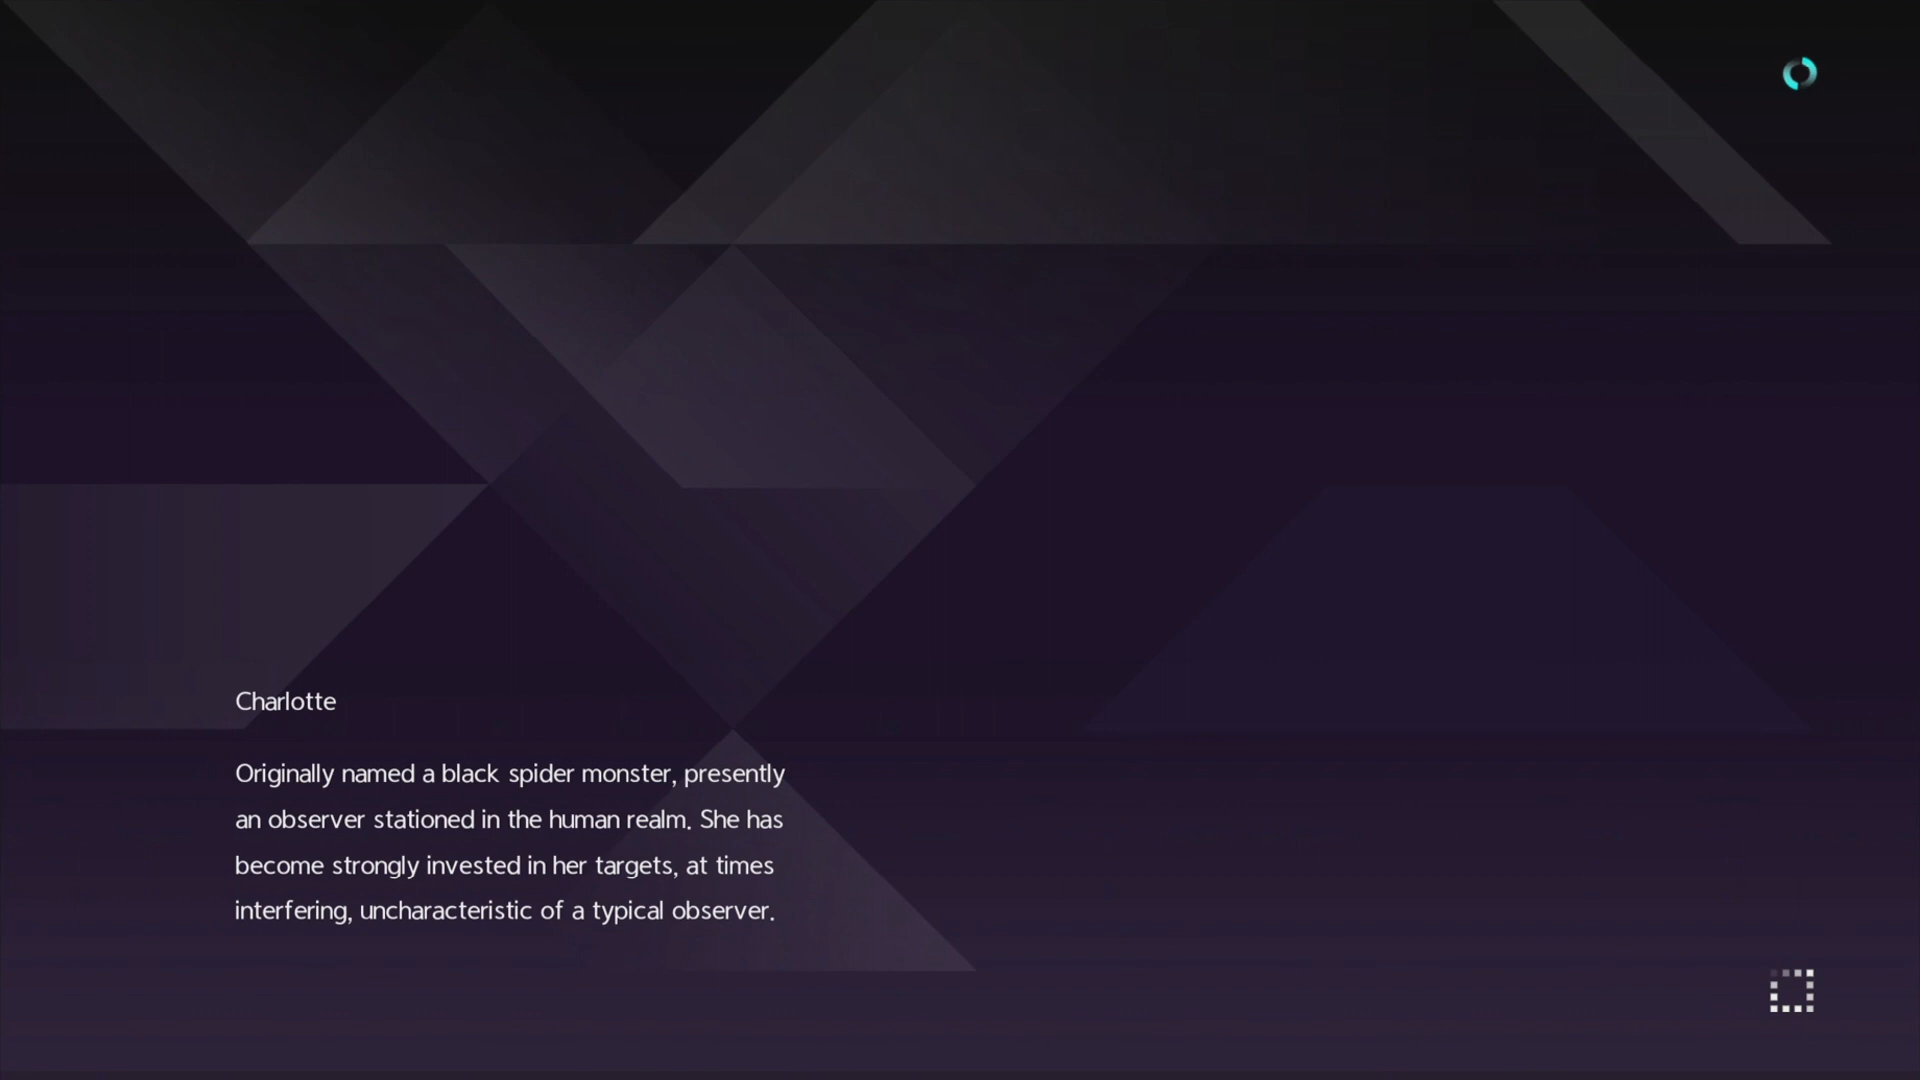 Charlotte
Originally named a black spider monster, presently
an observer stationed in the human realm. She has
become strongly invested in her targets, at times
interfering, uncharacteristic of a typical observer.